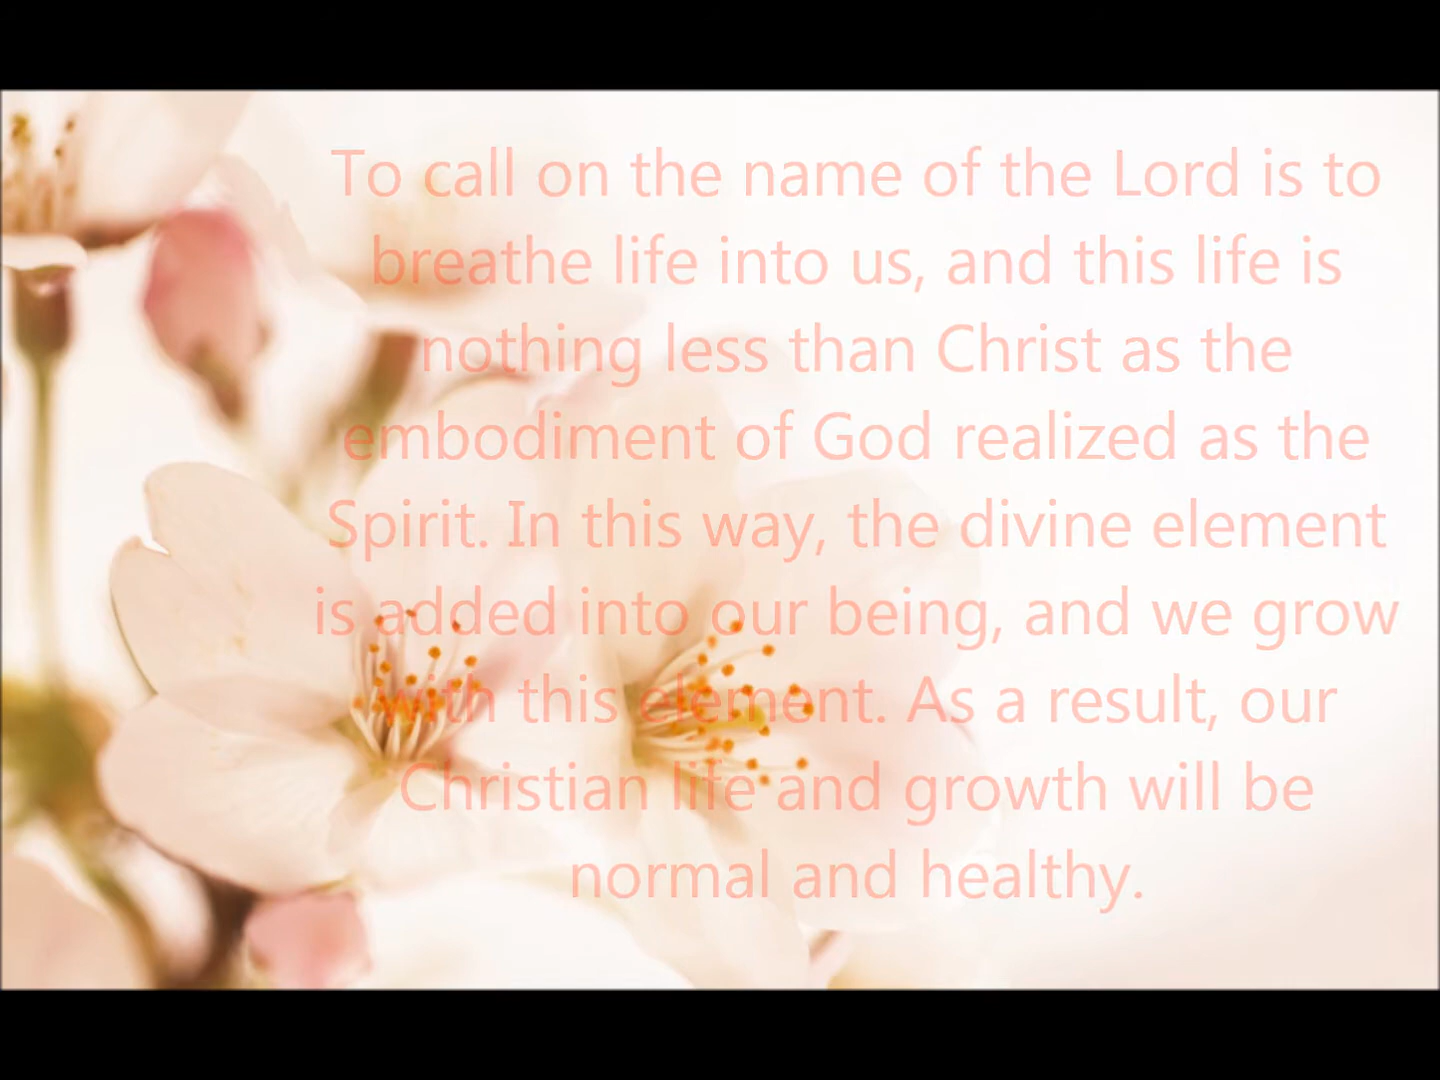 To call on the name of the Lord is to
breathe life into us, and this life is
nothing less than Christ as the
embodiment of God realized as the
Spirit. In this way, the divine element
is added into our being, and we grow
with this element. As a result, our
Christian life and growth will be
normal and healthy.